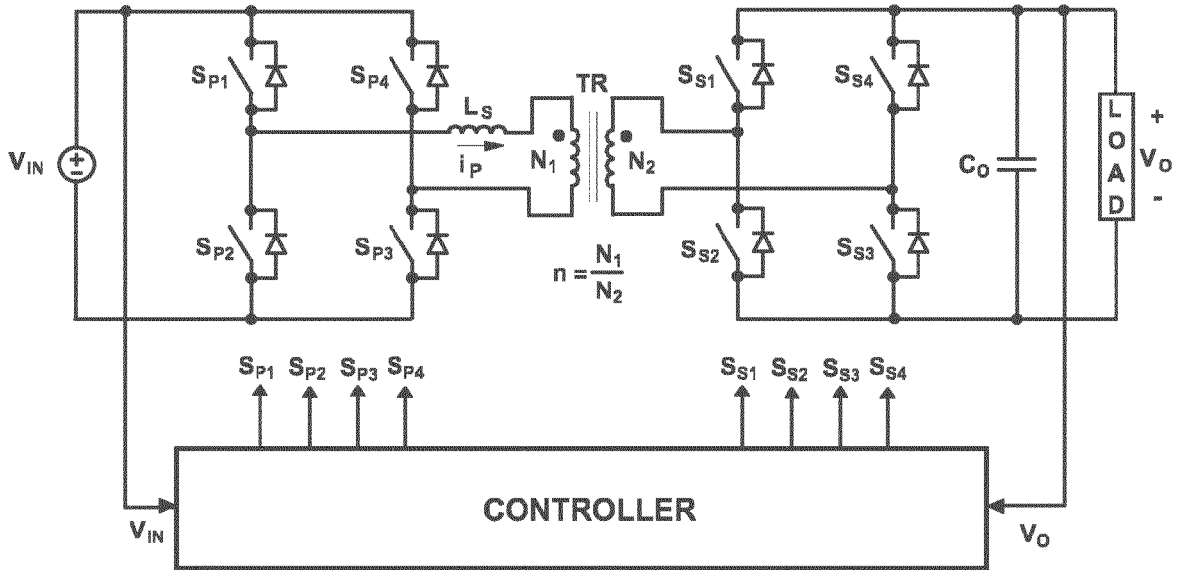 S_P1
S_P4
L_S
TR
S_S1
S_S4
V_IN
i_P
N_1
N_2
C_O
LOAD
+
V_O
-
S_P2
S_P3
n = N_1 / N_2
S_S2
S_S3
S_P1 S_P2 S_P3 S_P4
S_S1 S_S2 S_S3 S_S4
CONTROLLER
V_IN
V_O